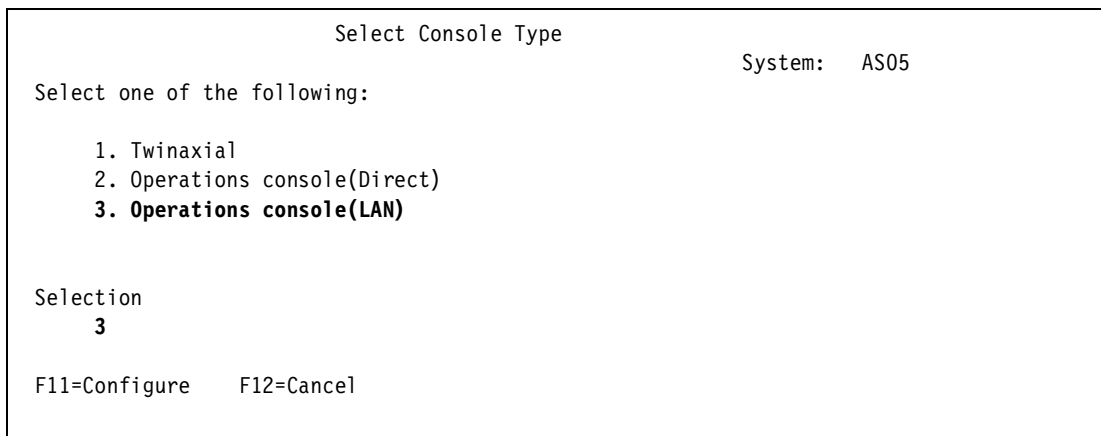 Select Console Type
System: AS05
Select one of the following:
1. Twinaxial
2. Operations console(Direct)
3. Operations console(LAN)
Selection
3
F11=Configure F12=Cancel